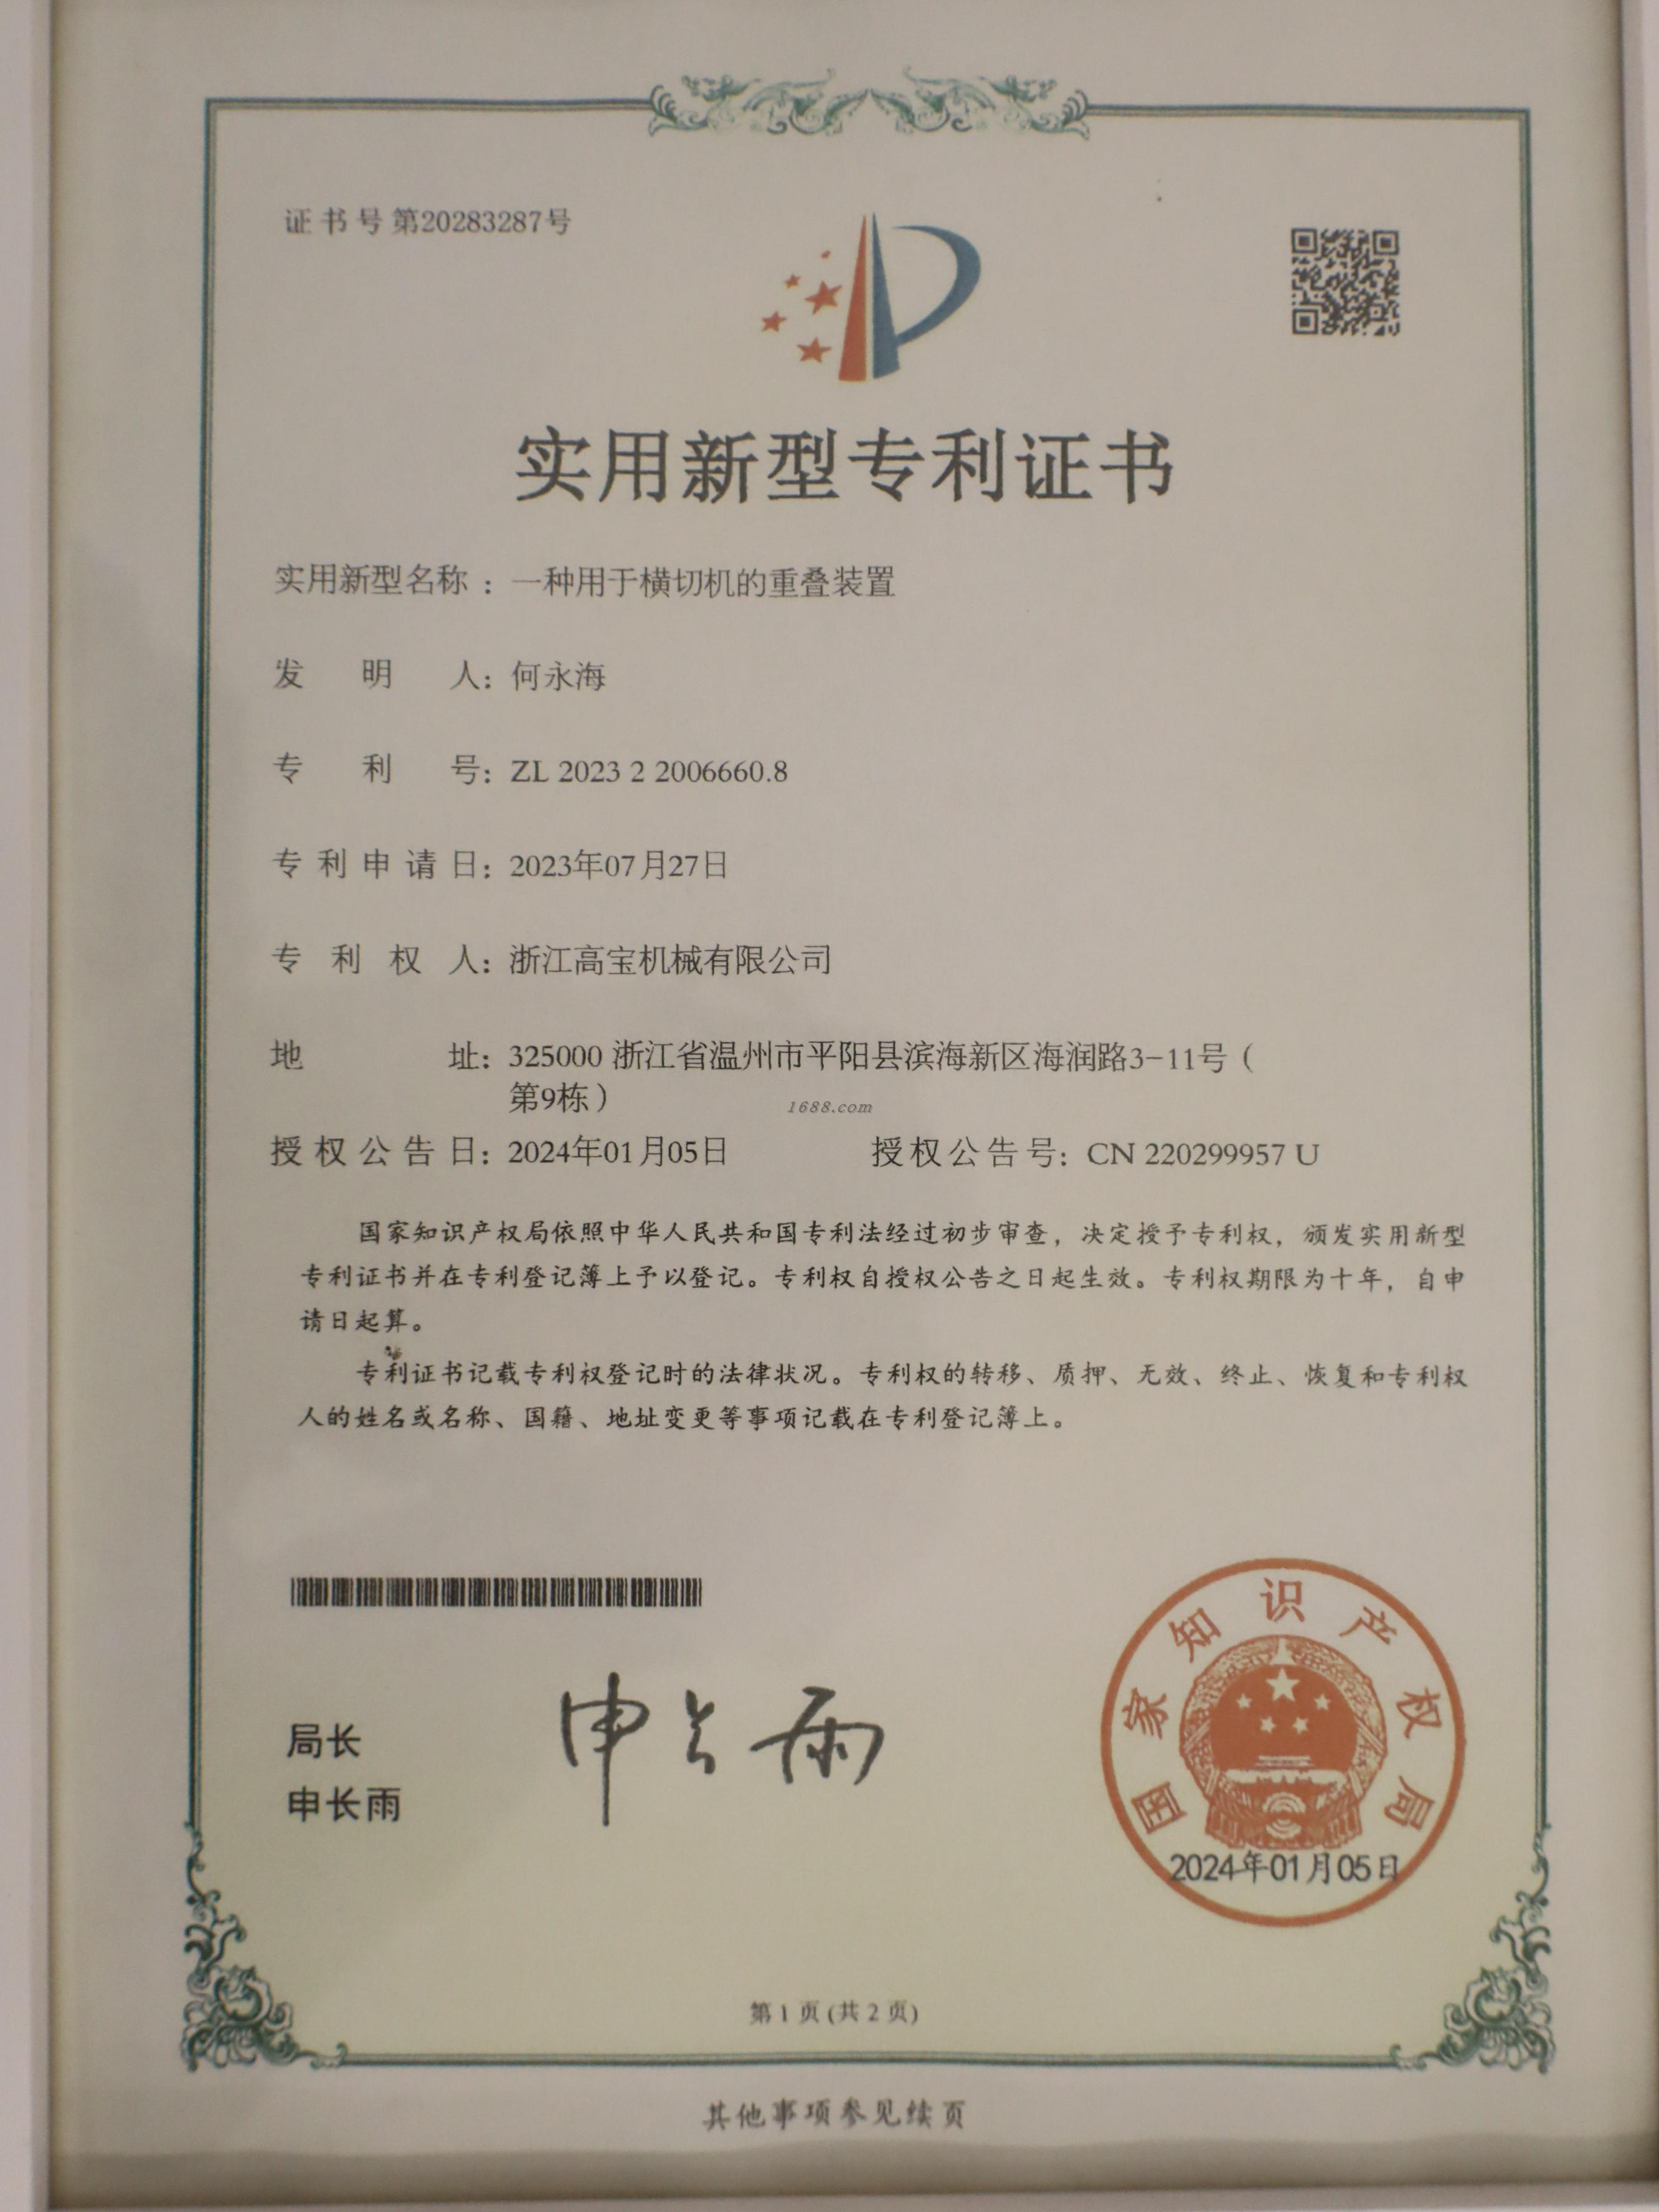 证书号第20283287号
实用新型专利证书
实用新型名称：一种用于横切机的重叠装置
发明人：何永海
专利号：ZL 2023 2 2006660.8
专利申请日：2023年07月27日
专利权人：浙江高宝机械有限公司
地址：325000 浙江省温州市平阳县滨海新区海润路3-11号（
第9栋）
1688.com
授权公告日：2024年01月05日 授权公告号：CN 220299957 U
国家知识产权局依照中华人民共和国专利法经过初步审查，决定授予专利权，颁发实用新型
专利证书并在专利登记簿上予以登记。专利权自授权公告之日起生效。专利权期限为十年，自申
请日起算。
专利证书记载专利权登记时的法律状况。专利权的转移、质押、无效、终止、恢复和专利权
人的姓名或名称、国籍、地址变更等事项记载在专利登记簿上。
局长
申长雨
申长雨
国家知识产权局
2024年01月05日
第 1 页 (共 2 页)
其他事项参见续页